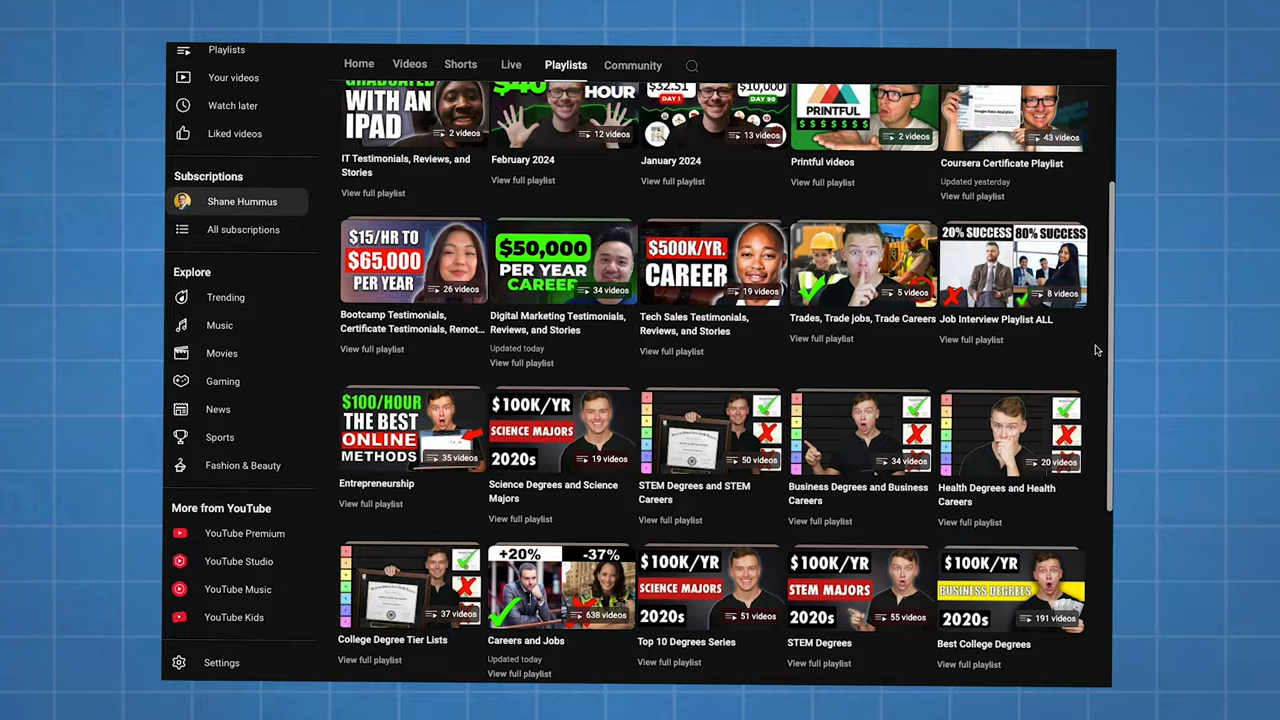 Playlists
Your videos
Watch later
Liked videos
Subscriptions
Shane Hummus
All subscriptions
Explore
Trending
Music
Movies
Gaming
News
Sports
Fashion & Beauty
More from YouTube
YouTube Premium
YouTube Studio
YouTube Music
YouTube Kids
Settings
Home
Videos
Shorts
Live
Playlists
Community
GRADUATED
WITH AN
IPAD
2 videos
IT Testimonials, Reviews, and
Stories
View full playlist
HOUR
12 videos
February 2024
View full playlist
$32.51
DAY 1
$10,000
DAY 90
13 videos
January 2024
View full playlist
PRINTFUL
$ $ $ $ $ $
2 videos
Printful videos
View full playlist
Google Data Analytics
43 videos
Coursera Certificate Playlist
Updated yesterday
View full playlist
$15/HR TO
$65,000
PER YEAR
26 videos
Bootcamp Testimonials,
Certificate Testimonials, Remot...
View full playlist
$50,000
PER YEAR
CAREER
34 videos
Digital Marketing Testimonials,
Reviews, and Stories
Updated today
View full playlist
$500K/YR.
CAREER
19 videos
Tech Sales Testimonials,
Reviews, and Stories
View full playlist
5 videos
Trades, Trade jobs, Trade Careers
View full playlist
20% SUCCESS
80% SUCCESS
8 videos
Job Interview Playlist ALL
View full playlist
$100/HOUR
THE BEST
ONLINE
METHODS
35 videos
Entrepreneurship
View full playlist
$100K/YR
SCIENCE MAJORS
2020s
19 videos
Science Degrees and Science
Majors
View full playlist
50 videos
STEM Degrees and STEM
Careers
View full playlist
34 videos
Business Degrees and Business
Careers
View full playlist
20 videos
Health Degrees and Health
Careers
View full playlist
37 videos
College Degree Tier Lists
View full playlist
+20%
-37%
638 videos
Careers and Jobs
Updated today
View full playlist
$100K/YR
SCIENCE MAJORS
2020s
51 videos
Top 10 Degrees Series
View full playlist
$100K/YR
STEM MAJORS
2020s
55 videos
STEM Degrees
View full playlist
$100K/YR
BUSINESS DEGREES
2020s
191 videos
Best College Degrees
View full playlist